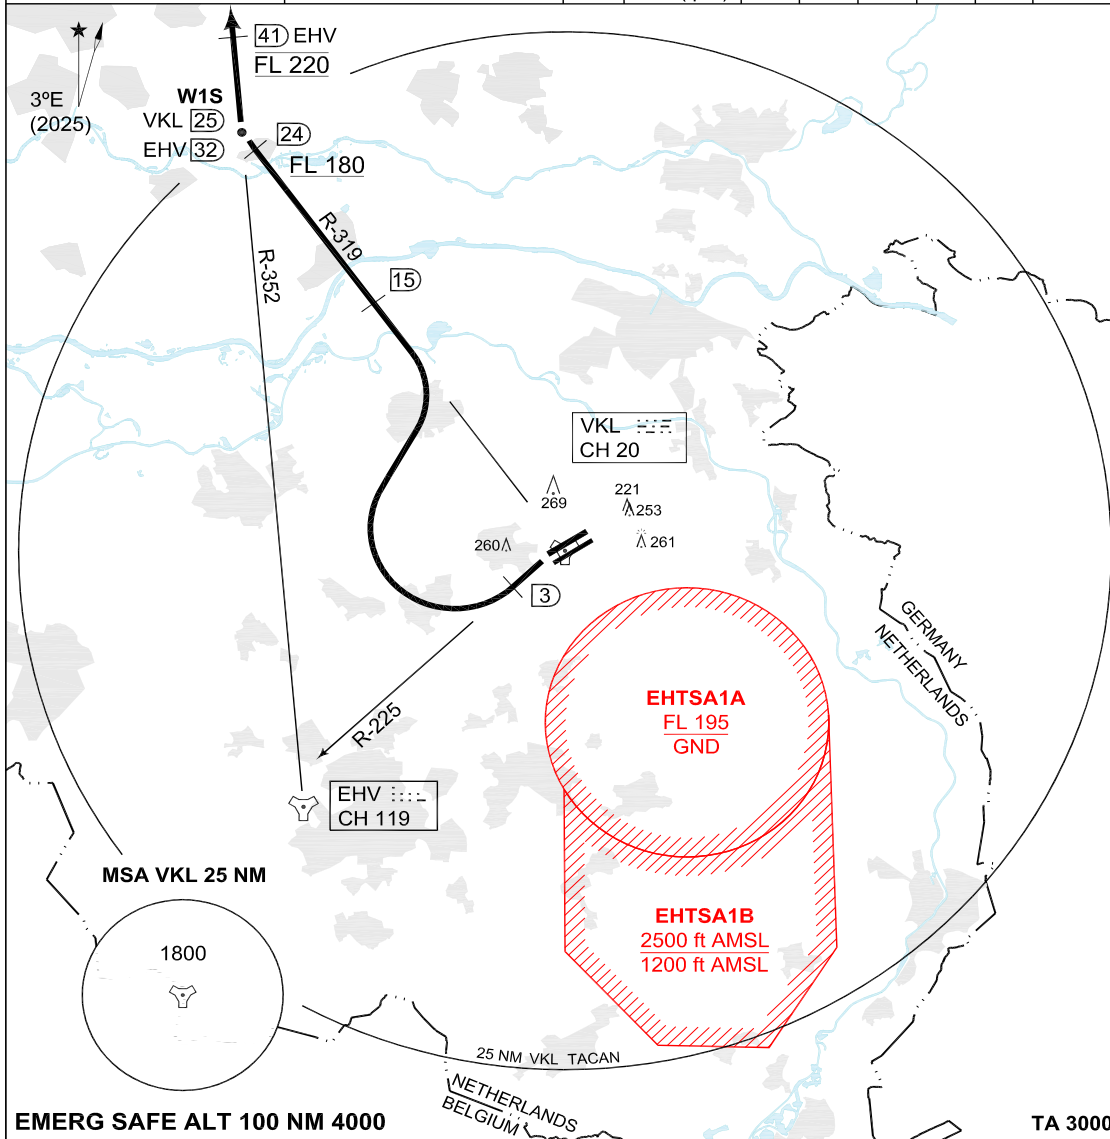 41 EHV
FL 220
3ºE
(2025)
W1S
VKL 25
EHV 32
24
FL 180
R-319
R-352
15
VKL
CH 20
269
221
253
260
261
3
GERMANY
NETHERLANDS
EHTSA1A
FL 195
GND
R-225
EHV
CH 119
MSA VKL 25 NM
1800
EHTSA1B
2500 ft AMSL
1200 ft AMSL
25 NM VKL TACAN
NETHERLANDS
BELGIUM
EMERG SAFE ALT 100 NM 4000
TA 3000